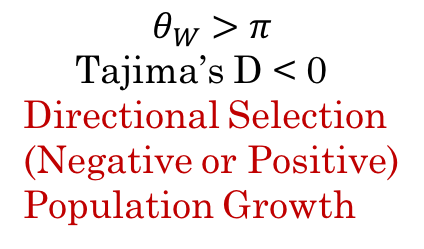 θ_W > π
Tajima’s D < 0
Directional Selection
(Negative or Positive)
Population Growth